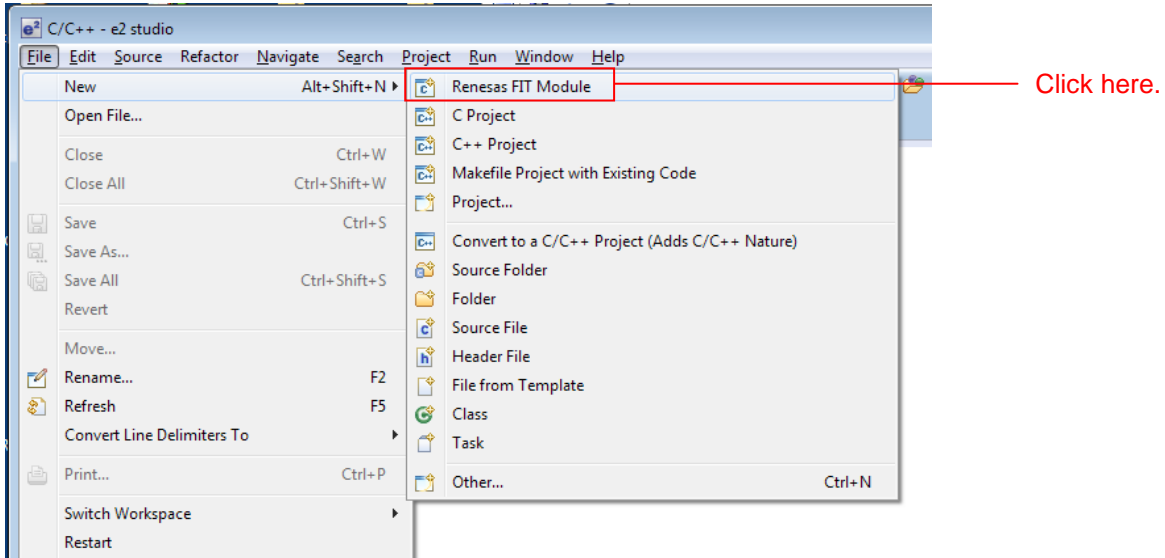 e² C/C++ - e2 studio
File Edit Source Refactor Navigate Search Project Run Window Help
New Alt+Shift+N
Open File...
Close Ctrl+W
Close All Ctrl+Shift+W
Save Ctrl+S
Save As...
Save All Ctrl+Shift+S
Revert
Move...
Rename... F2
Refresh F5
Convert Line Delimiters To
Print... Ctrl+P
Switch Workspace
Restart
Renesas FIT Module
C Project
C++ Project
Makefile Project with Existing Code
Project...
Convert to a C/C++ Project (Adds C/C++ Nature)
Source Folder
Folder
Source File
Header File
File from Template
Class
Task
Other... Ctrl+N
Click here.